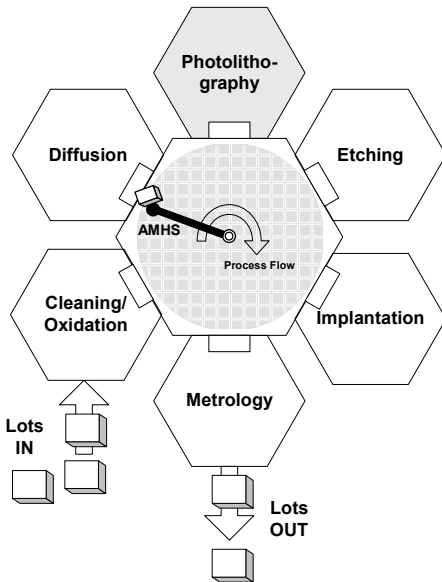 Photolitho-
graphy
Diffusion
Etching
AMHS
Process Flow
Cleaning/
Oxidation
Implantation
Metrology
Lots
IN
Lots
OUT